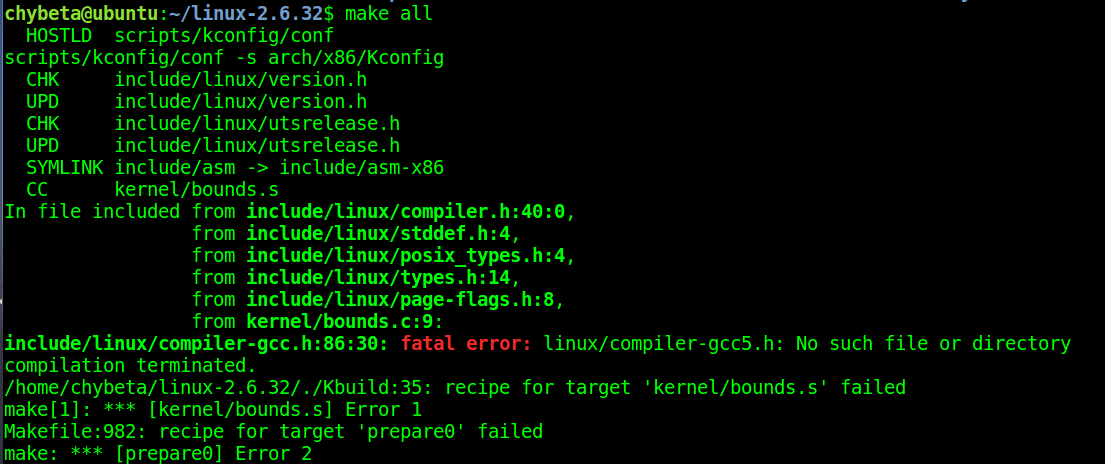 chybeta@ubuntu:~/linux-2.6.32$ make all
  HOSTLD  scripts/kconfig/conf
scripts/kconfig/conf -s arch/x86/Kconfig
  CHK     include/linux/version.h
  UPD     include/linux/version.h
  CHK     include/linux/utsrelease.h
  UPD     include/linux/utsrelease.h
  SYMLINK include/asm -> include/asm-x86
  CC      kernel/bounds.s
In file included from include/linux/compiler.h:40:0,
                 from include/linux/stddef.h:4,
                 from include/linux/posix_types.h:4,
                 from include/linux/types.h:14,
                 from include/linux/page-flags.h:8,
                 from kernel/bounds.c:9:
include/linux/compiler-gcc.h:86:30: fatal error: linux/compiler-gcc5.h: No such file or directory
compilation terminated.
/home/chybeta/linux-2.6.32/./Kbuild:35: recipe for target 'kernel/bounds.s' failed
make[1]: *** [kernel/bounds.s] Error 1
Makefile:982: recipe for target 'prepare0' failed
make: *** [prepare0] Error 2